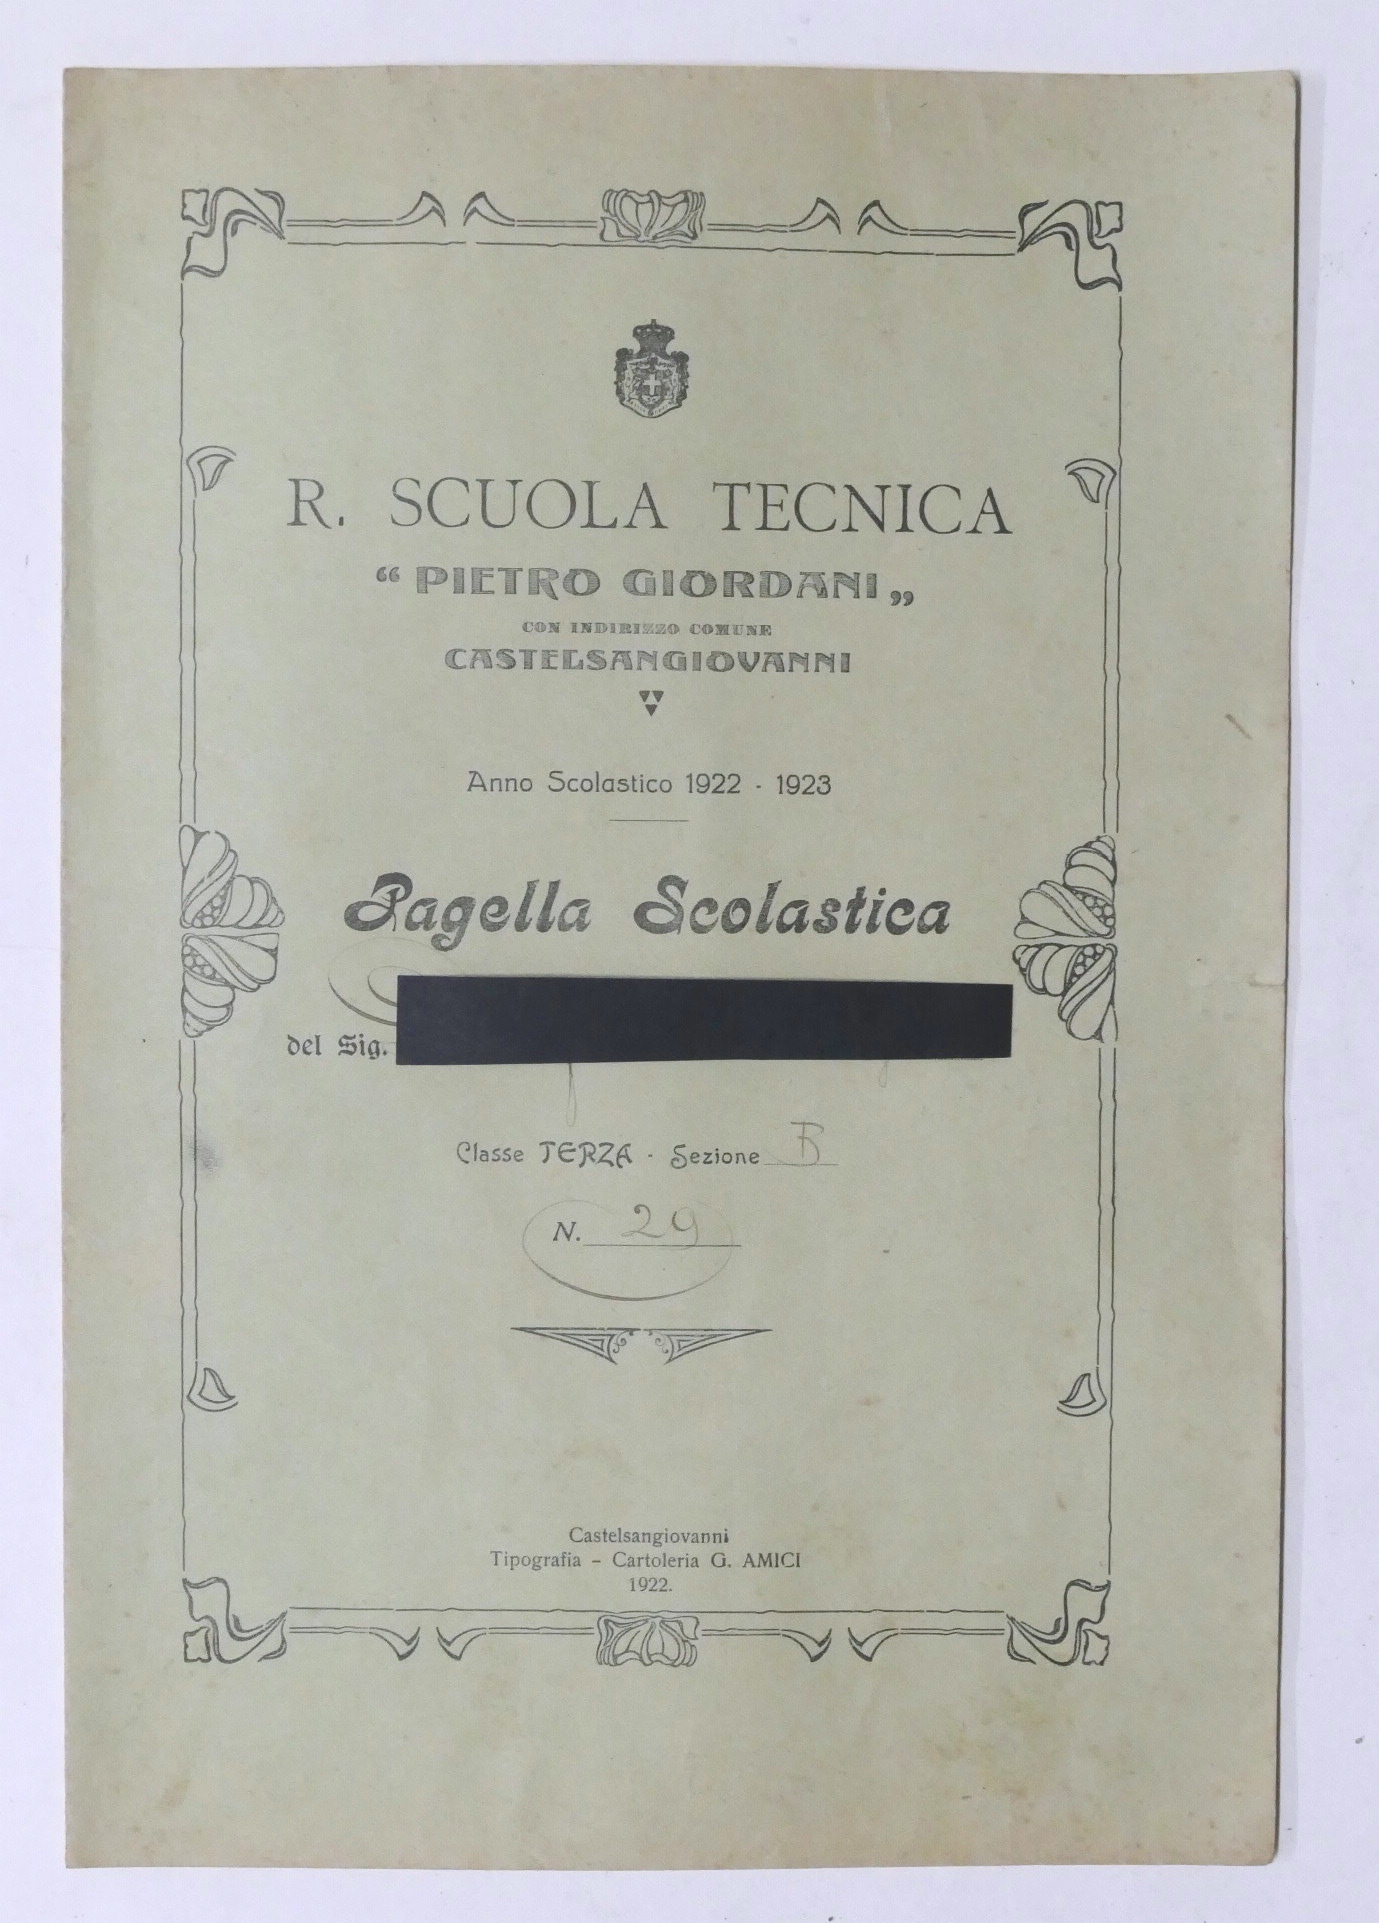 R. SCUOLA TECNICA
“ PIETRO GIORDANI „
CON INDIRIZZO COMUNE
CASTELSANGIOVANNI
Anno Scolastico 1922 - 1923
Pagella Scolastica
del Sig.
Classe TERZA - Sezione B
N. 29
Castelsangiovanni
Tipografia - Cartoleria G. AMICI
1922.